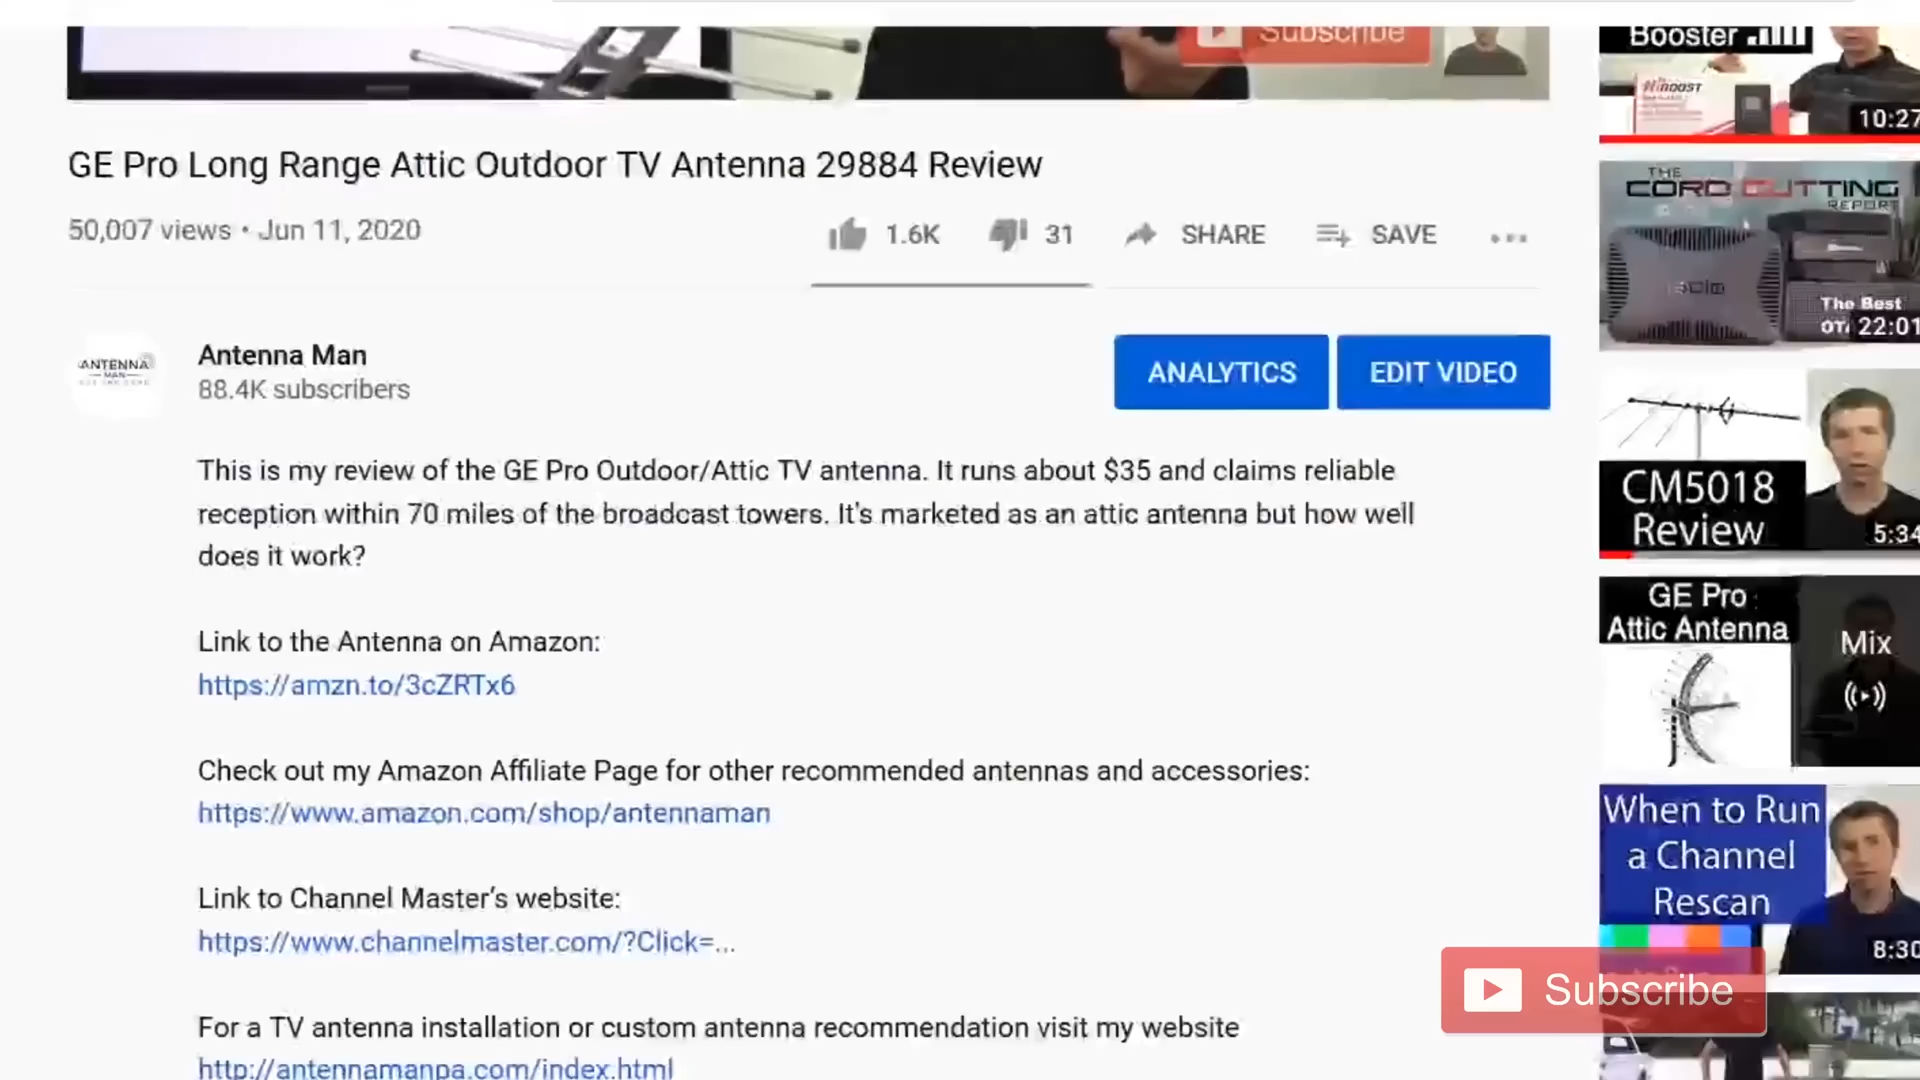 Subscribe
GE Pro Long Range Attic Outdoor TV Antenna 29884 Review
50,007 views • Jun 11, 2020
1.6K
31
SHARE
SAVE
ANTENNA
MAN
Antenna Man
88.4K subscribers
ANALYTICS
EDIT VIDEO
This is my review of the GE Pro Outdoor/Attic TV antenna. It runs about $35 and claims reliable
reception within 70 miles of the broadcast towers. It's marketed as an attic antenna but how well
does it work?
Link to the Antenna on Amazon:
https://amzn.to/3cZRTx6
Check out my Amazon Affiliate Page for other recommended antennas and accessories:
https://www.amazon.com/shop/antennaman
Link to Channel Master's website:
https://www.channelmaster.com/?Click=...
For a TV antenna installation or custom antenna recommendation visit my website
http://antennamanpa.com/index.html
Booster
HiBOOST
10:27
THE
CORD CUTTING
REPORT
The Best
OTA
22:01
CM5018
Review
5:34
GE Pro
Attic Antenna
Mix
When to Run
a Channel
Rescan
8:30
Subscribe